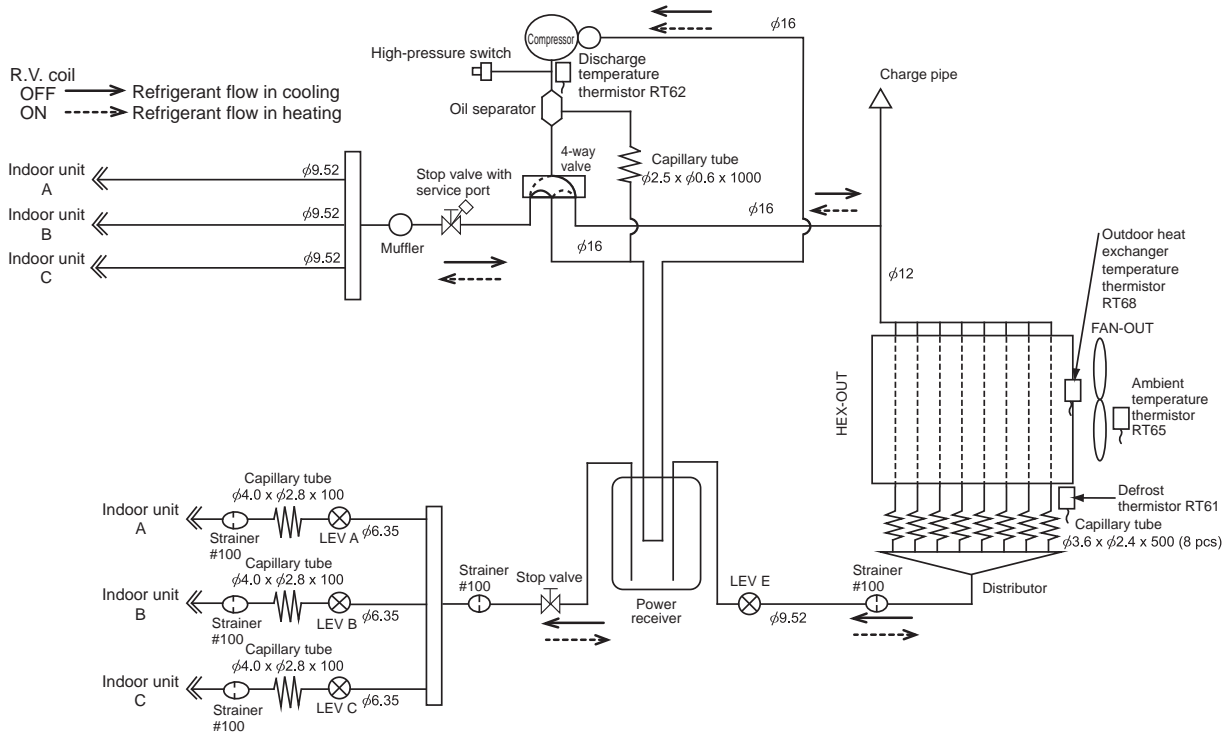 Compressor
ϕ16
High-pressure switch
Discharge
temperature
thermistor RT62
Charge pipe
R.V. coil
OFF Refrigerant flow in cooling
ON Refrigerant flow in heating
Oil separator
4-way
valve
Capillary tube
ϕ2.5 x ϕ0.6 x 1000
Stop valve with
service port
Indoor unit
A
ϕ9.52
Indoor unit
B
ϕ9.52
Indoor unit
C
ϕ9.52
Muffler
ϕ16
ϕ16
Outdoor heat
exchanger
temperature
thermistor
RT68
ϕ12
FAN-OUT
HEX-OUT
Ambient
temperature
thermistor
RT65
Defrost
thermistor RT61
Capillary tube
ϕ3.6 x ϕ2.4 x 500 (8 pcs)
Distributor
Capillary tube
ϕ4.0 x ϕ2.8 x 100
Indoor unit
A
Strainer
#100
LEV A
ϕ6.35
Capillary tube
ϕ4.0 x ϕ2.8 x 100
Indoor unit
B
Strainer
#100
LEV B
ϕ6.35
Capillary tube
ϕ4.0 x ϕ2.8 x 100
Indoor unit
C
Strainer
#100
LEV C
ϕ6.35
Strainer
#100
Stop valve
Power
receiver
LEV E
ϕ9.52
Strainer
#100